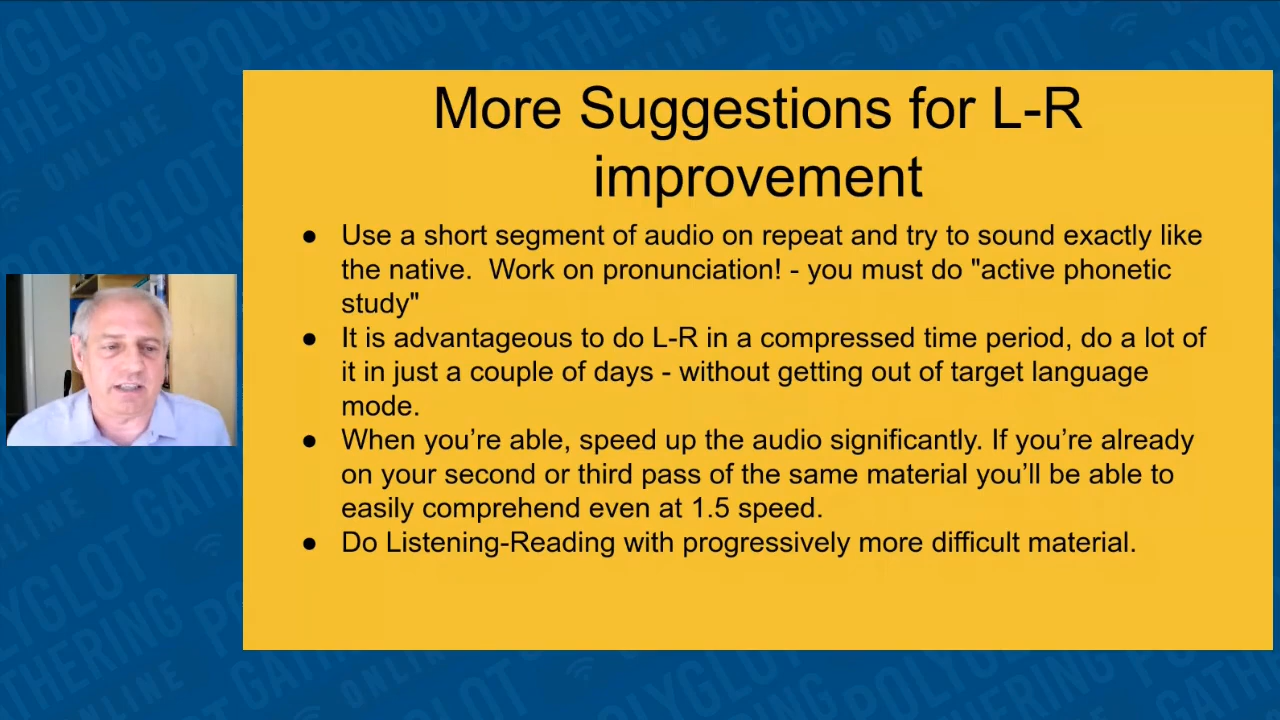 More Suggestions for L-R
improvement
● Use a short segment of audio on repeat and try to sound exactly like
the native.  Work on pronunciation! - you must do "active phonetic
study"
● It is advantageous to do L-R in a compressed time period, do a lot of
it in just a couple of days - without getting out of target language
mode.
● When you’re able, speed up the audio significantly. If you’re already
on your second or third pass of the same material you’ll be able to
easily comprehend even at 1.5 speed.
● Do Listening-Reading with progressively more difficult material.
POLYGLOT
GATHERING
ONLINE